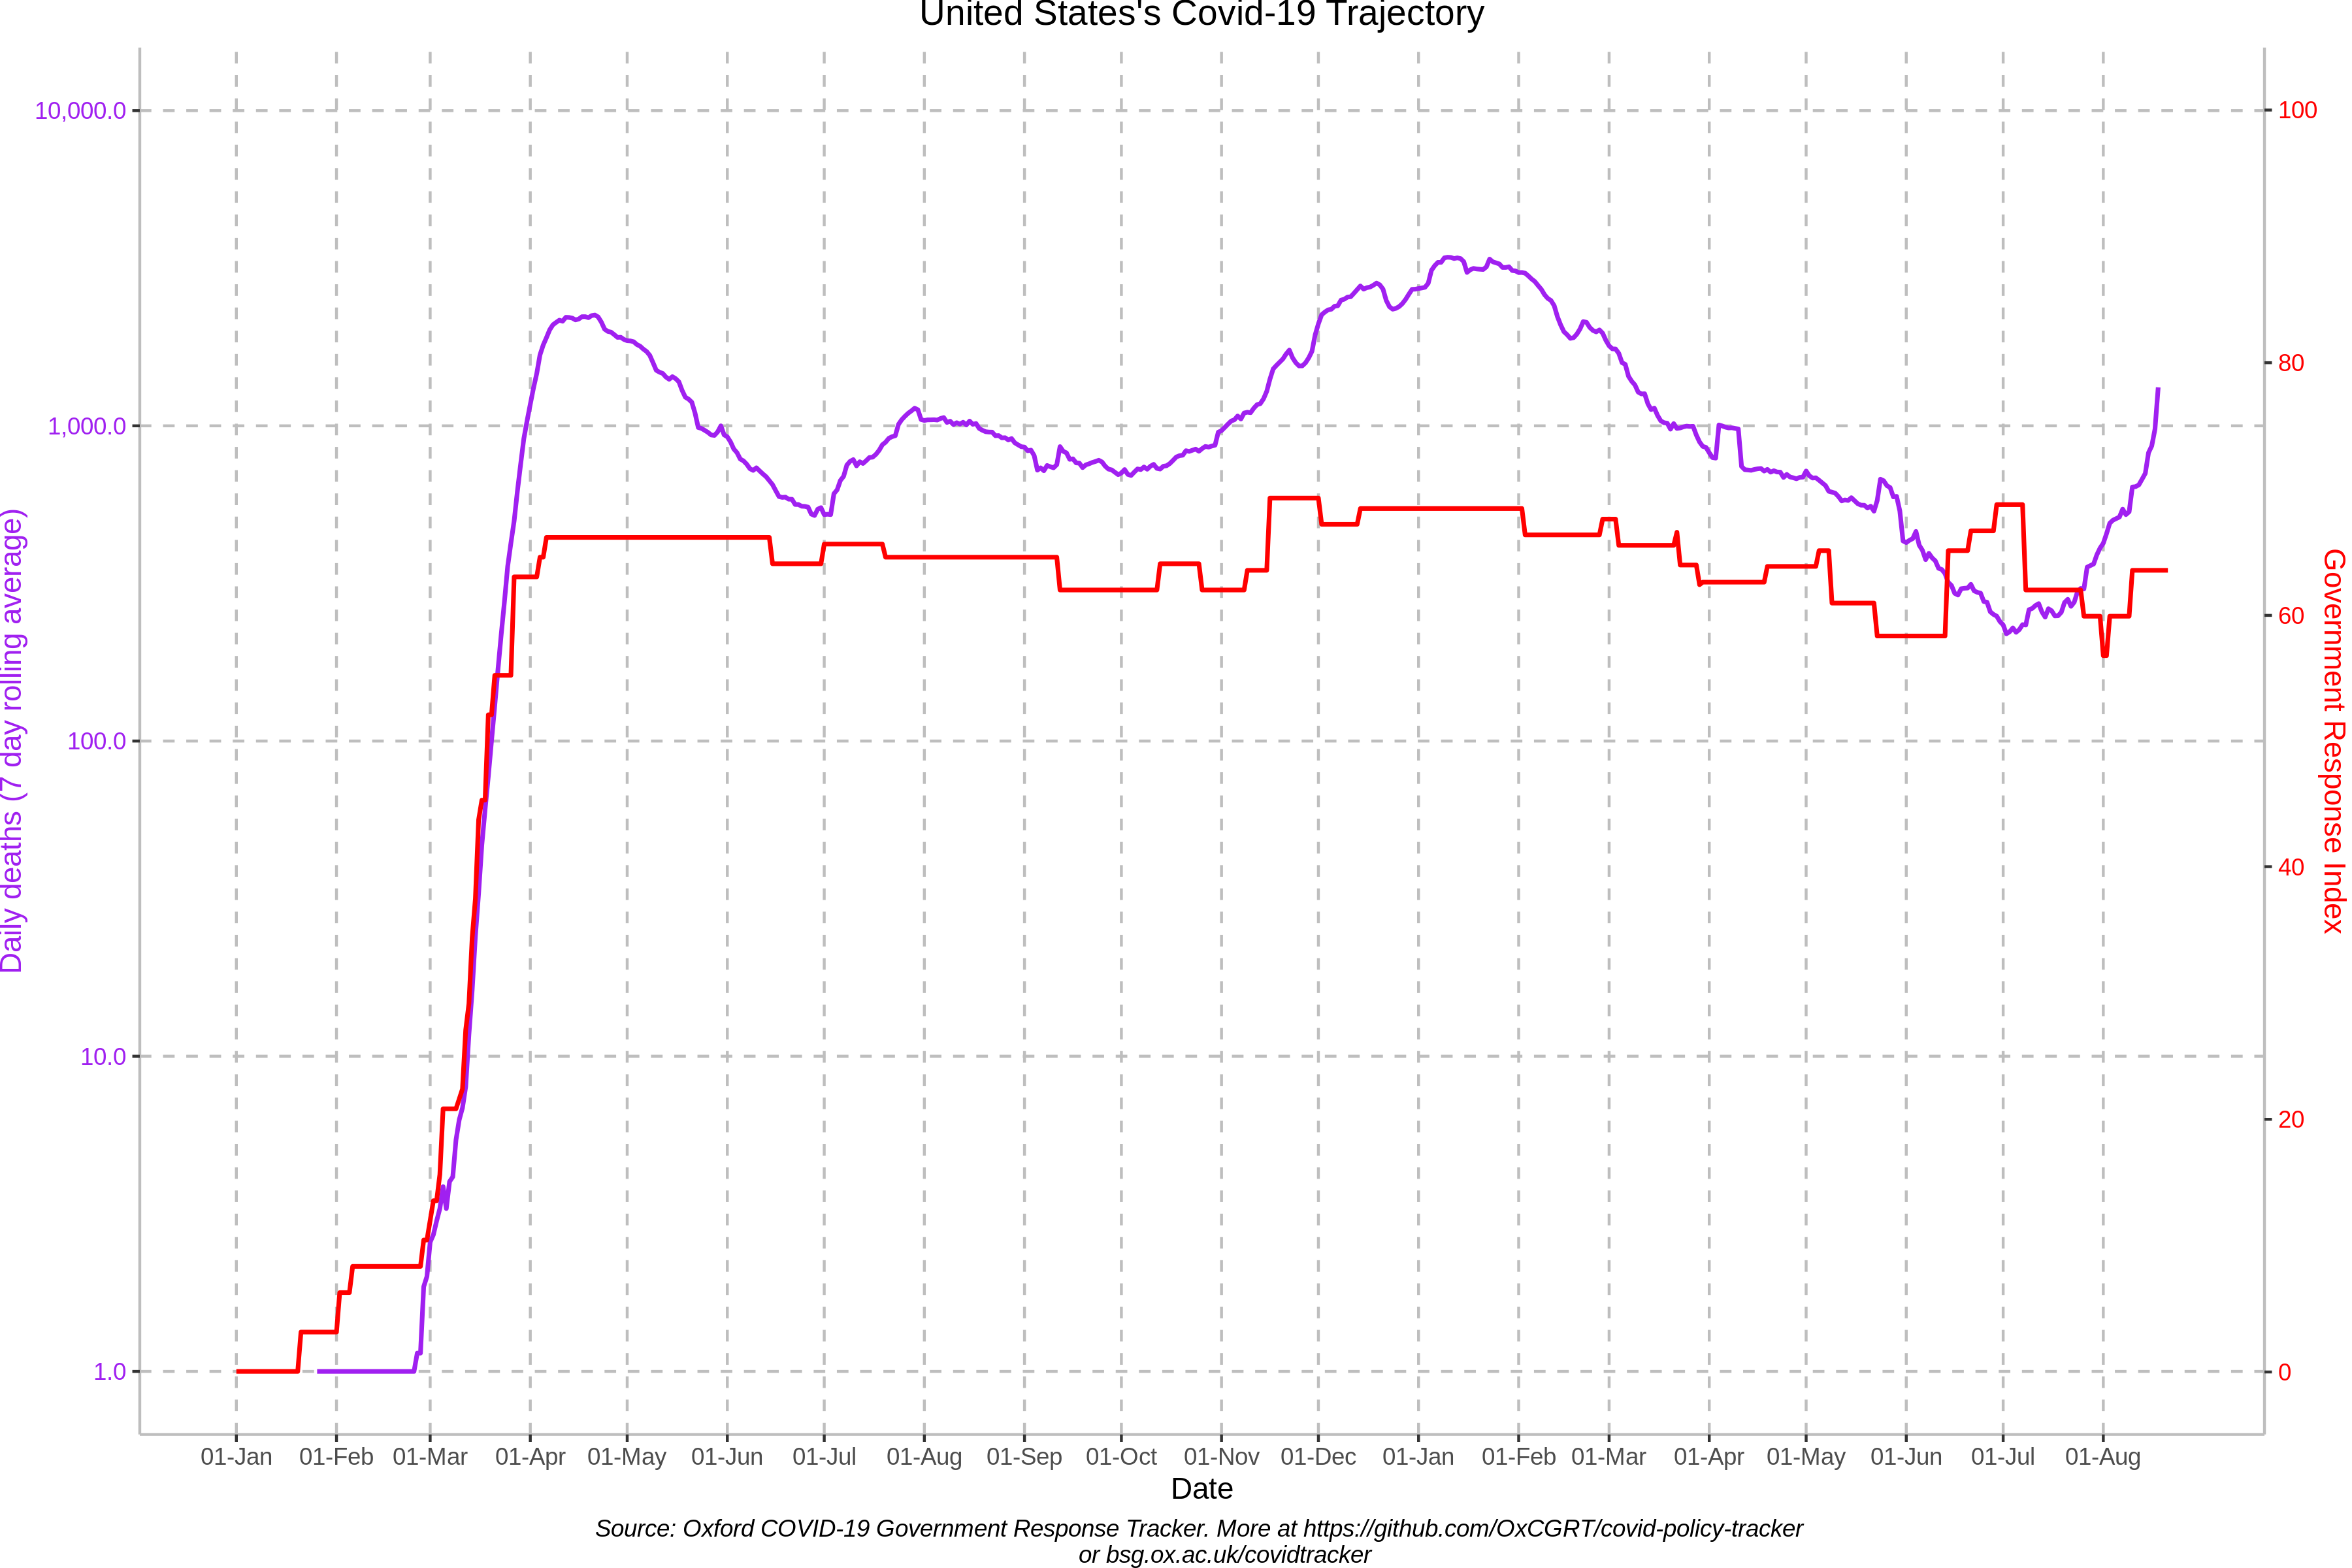 United States's Covid-19 Trajectory
10,000.0
1,000.0
100.0
10.0
1.0
Daily deaths (7 day rolling average)
100
80
60
40
20
0
Government Response Index
01-Jan 01-Feb 01-Mar 01-Apr 01-May 01-Jun 01-Jul 01-Aug 01-Sep 01-Oct 01-Nov 01-Dec 01-Jan 01-Feb 01-Mar 01-Apr 01-May 01-Jun 01-Jul 01-Aug
Date
Source: Oxford COVID-19 Government Response Tracker. More at https://github.com/OxCGRT/covid-policy-tracker
or bsg.ox.ac.uk/covidtracker